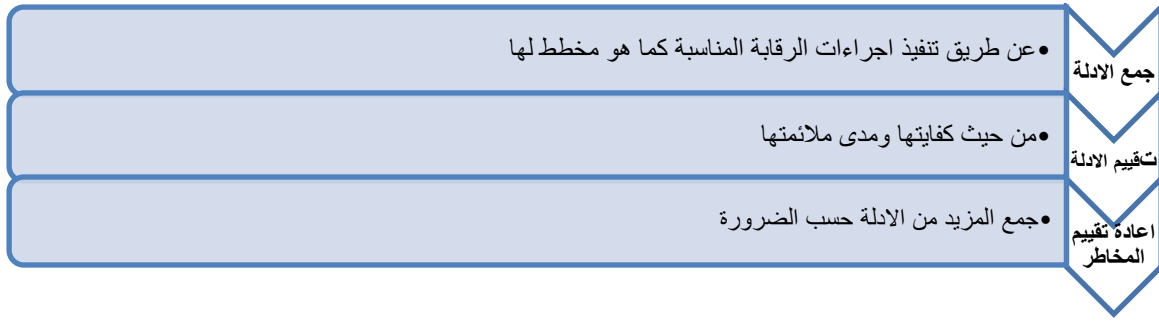 جمع الادلة
•عن طريق تنفيذ اجراءات الرقابة المناسبة كما هو مخطط لها
تقييم الادلة
•من حيث كفايتها ومدى ملائمتها
اعادة تقييم
المخاطر
•جمع المزيد من الادلة حسب الضرورة